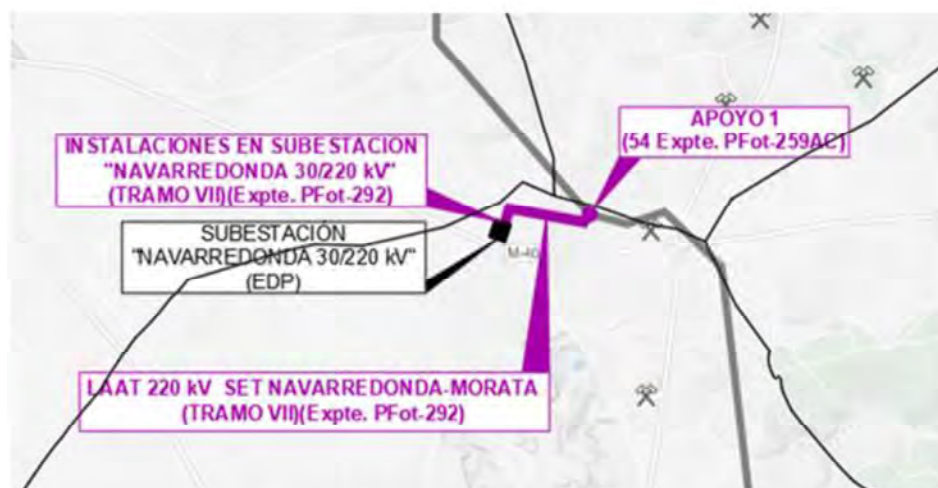 INSTALACIONES EN SUBESTACION
"NAVARREDONDA 30/220 kV"
(TRAMO VII)(Expte. PFot-292)
APOYO 1
(54 Expte. PFot-259AC)
SUBESTACIÓN
"NAVARREDONDA 30/220 kV"
(EDP)
M-40
LAAT 220 kV SET NAVARREDONDA-MORATA
(TRAMO VII)(Expte. PFot-292)